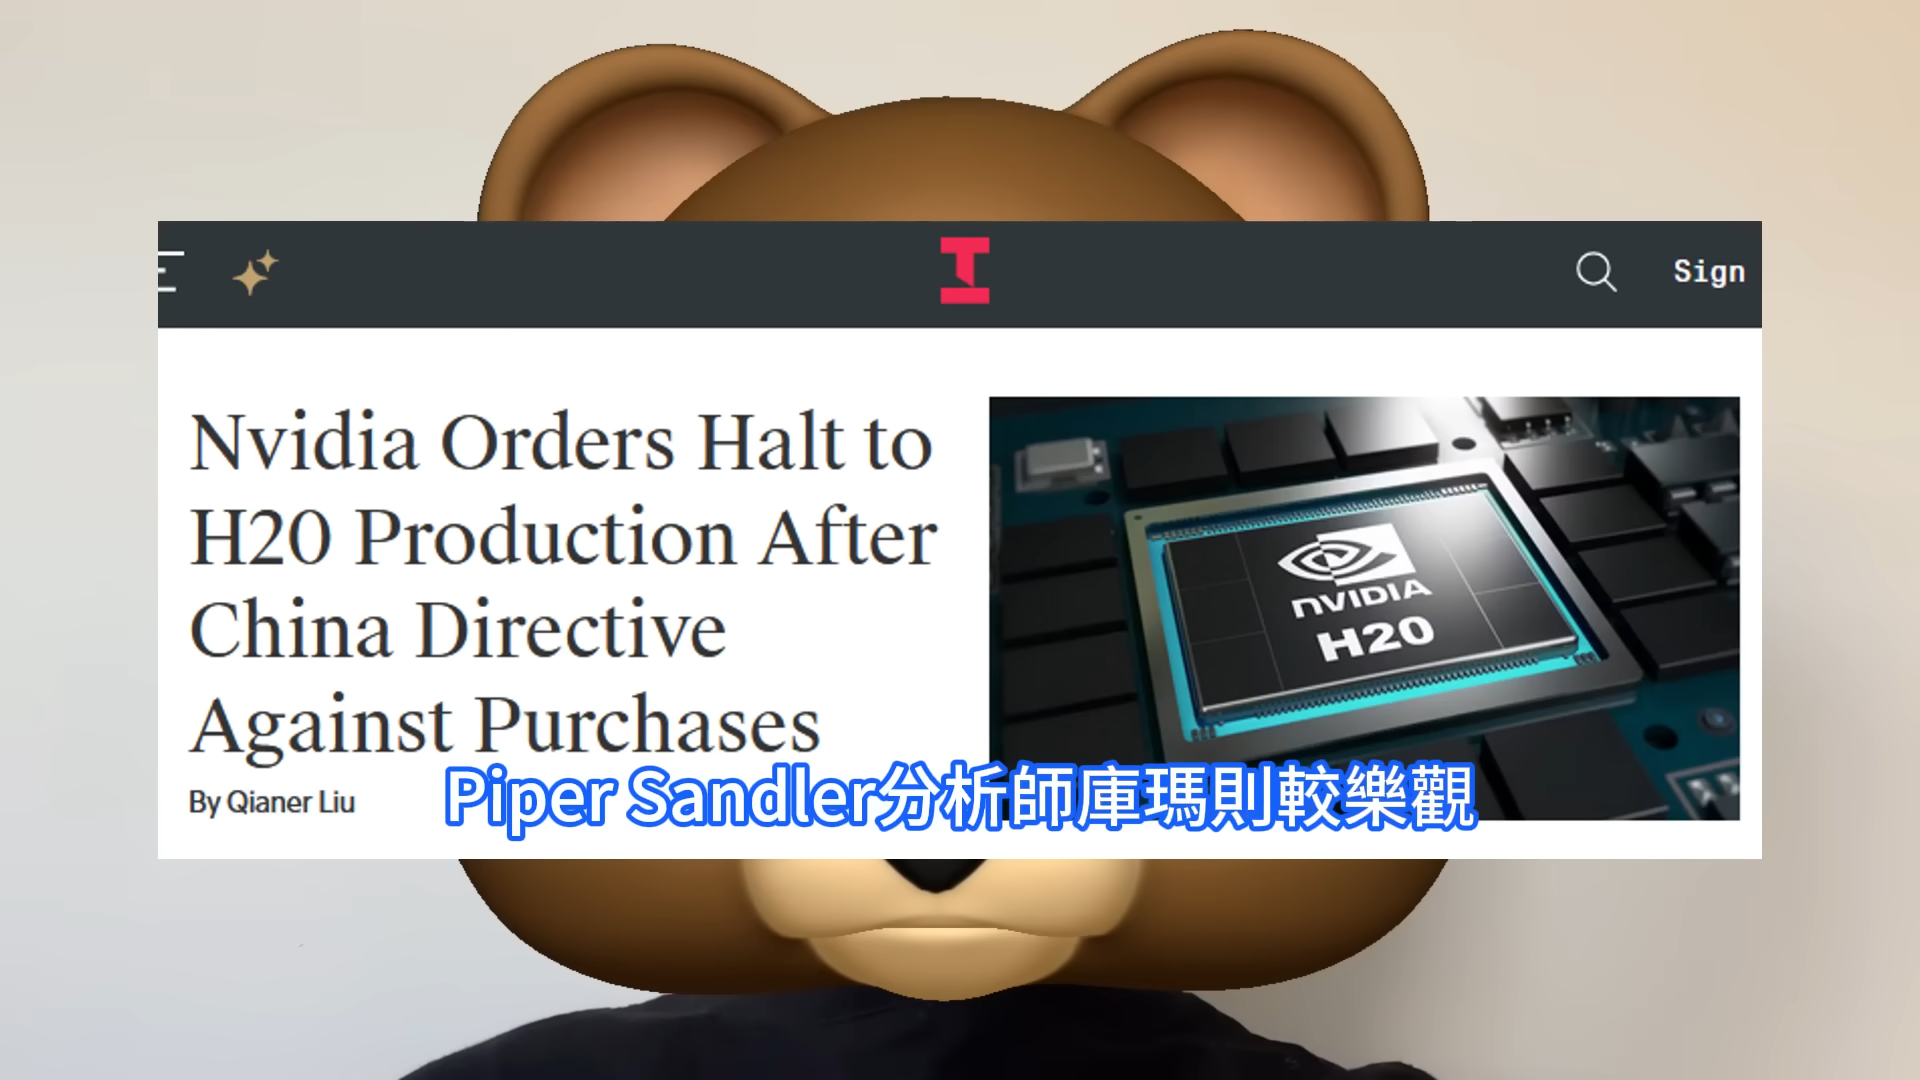 Sign
Nvidia Orders Halt to
H20 Production After
China Directive
Against Purchases
By Qianer Liu
NVIDIA
H20
Piper Sandler分析師庫瑪則較樂觀